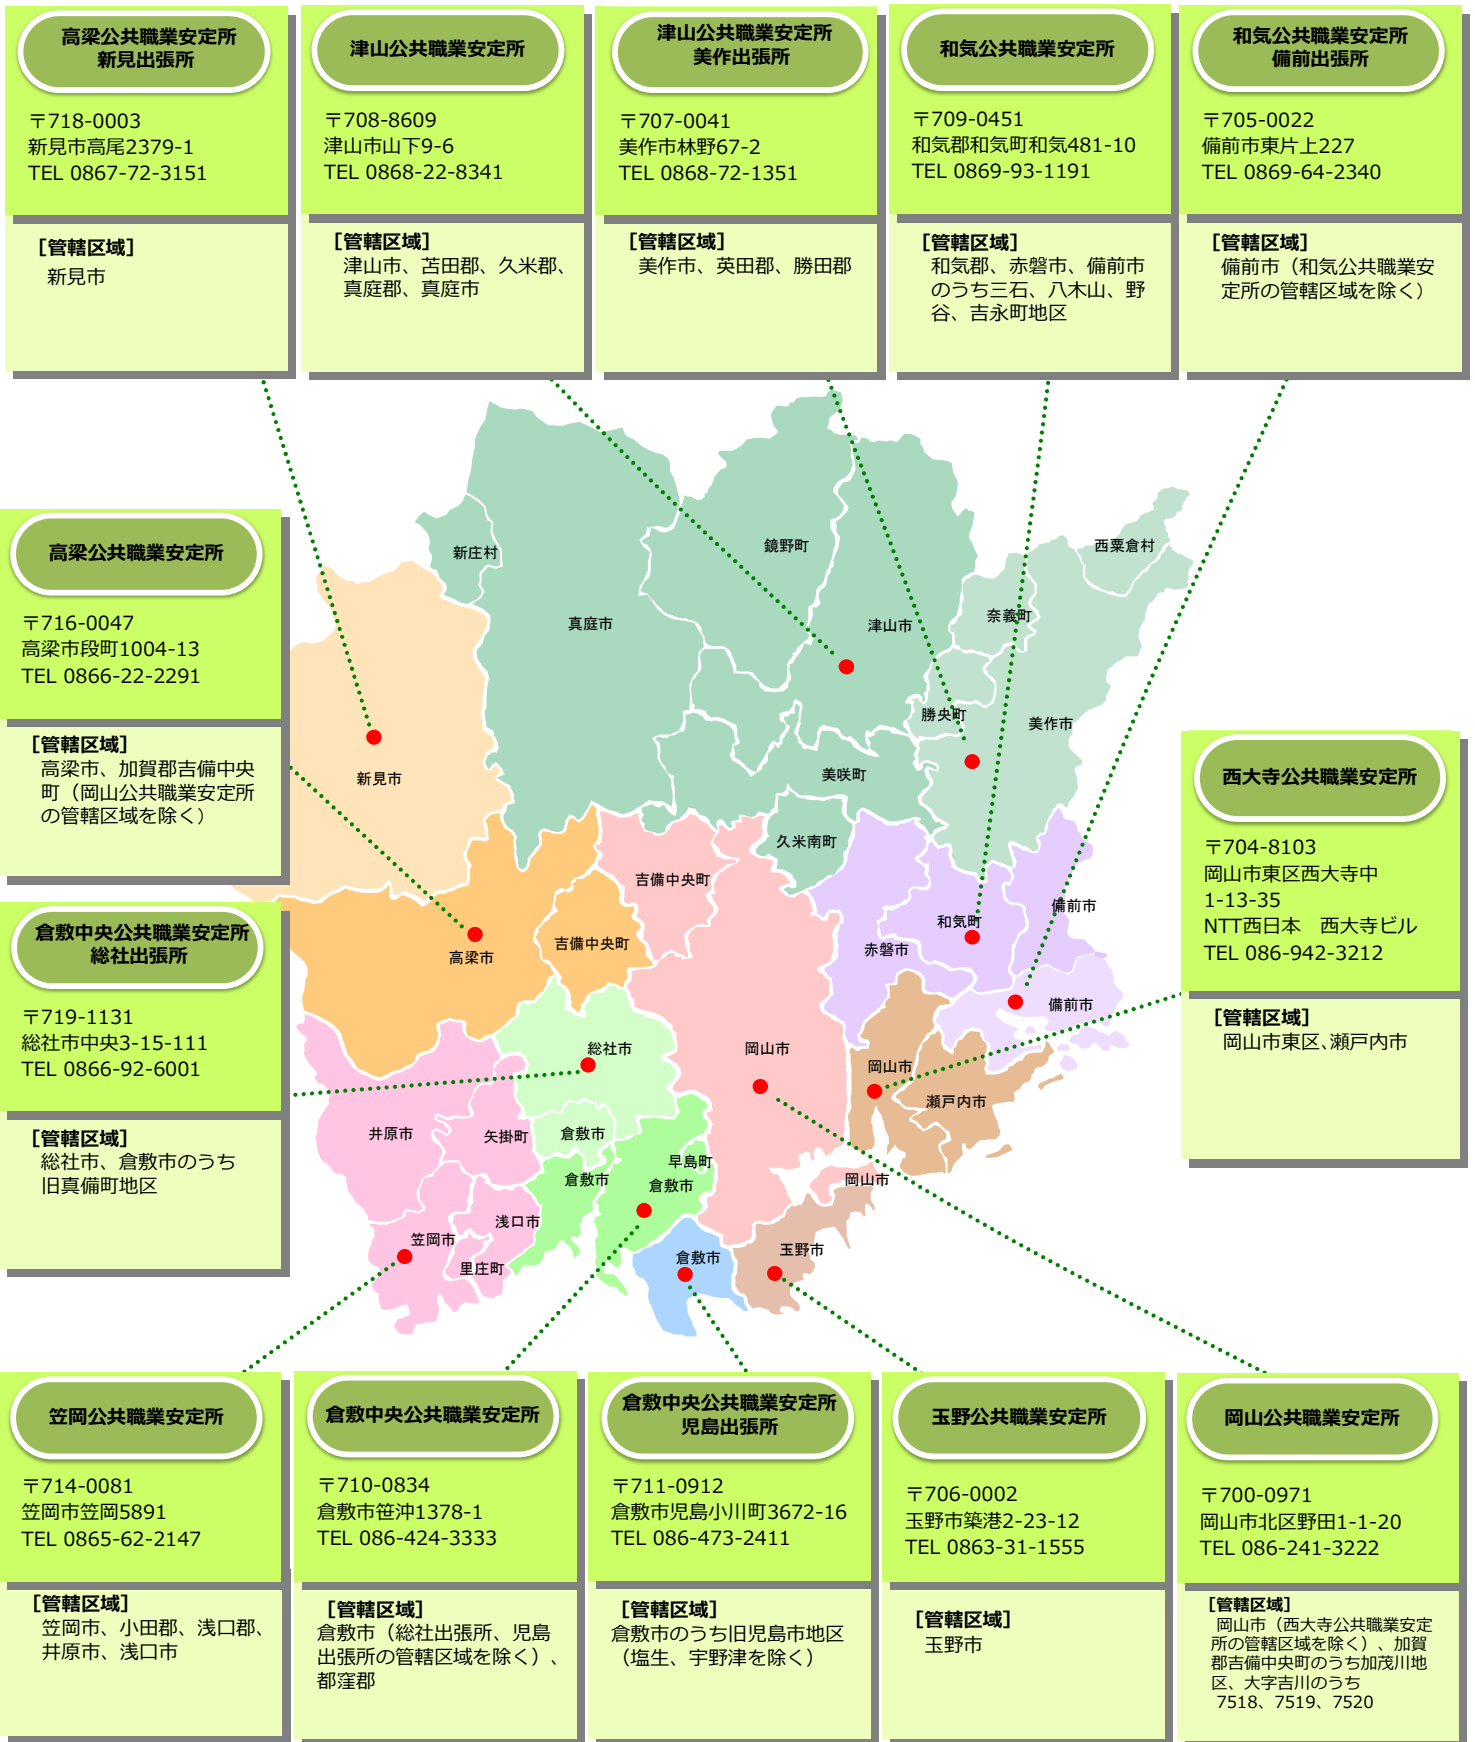 高梁公共職業安定所
新見出張所
〒718-0003
新見市高尾2379-1
TEL 0867-72-3151
［管轄区域］
新見市
津山公共職業安定所
〒708-8609
津山市山下9-6
TEL 0868-22-8341
［管轄区域］
津山市、苫田郡、久米郡、
真庭郡、真庭市
津山公共職業安定所
美作出張所
〒707-0041
美作市林野67-2
TEL 0868-72-1351
［管轄区域］
美作市、英田郡、勝田郡
和気公共職業安定所
〒709-0451
和気郡和気町和気481-10
TEL 0869-93-1191
［管轄区域］
和気郡、赤磐市、備前市
のうち三石、八木山、野
谷、吉永町地区
和気公共職業安定所
備前出張所
〒705-0022
備前市東片上227
TEL 0869-64-2340
［管轄区域］
備前市（和気公共職業安
定所の管轄区域を除く）
高梁公共職業安定所
〒716-0047
高梁市段町1004-13
TEL 0866-22-2291
［管轄区域］
高梁市、加賀郡吉備中央
町（岡山公共職業安定所
の管轄区域を除く）
倉敷中央公共職業安定所
総社出張所
〒719-1131
総社市中央3-15-111
TEL 0866-92-6001
［管轄区域］
総社市、倉敷市のうち
旧真備町地区
新庄村
鏡野町
西粟倉村
真庭市
津山市
奈義町
勝央町
美作市
新見市
美咲町
久米南町
吉備中央町
備前市
和気町
吉備中央町
赤磐市
高梁市
備前市
総社市
岡山市
岡山市
瀬戸内市
井原市
矢掛町
倉敷市
早島町
倉敷市
倉敷市
岡山市
浅口市
笠岡市
玉野市
倉敷市
里庄町
西大寺公共職業安定所
〒704-8103
岡山市東区西大寺中
1-13-35
NTT西日本　西大寺ビル
TEL 086-942-3212
［管轄区域］
岡山市東区、瀬戸内市
笠岡公共職業安定所
〒714-0081
笠岡市笠岡5891
TEL 0865-62-2147
［管轄区域］
笠岡市、小田郡、浅口郡、
井原市、浅口市
倉敷中央公共職業安定所
〒710-0834
倉敷市笹沖1378-1
TEL 086-424-3333
［管轄区域］
倉敷市（総社出張所、児島
出張所の管轄区域を除く）、
都窪郡
倉敷中央公共職業安定所
児島出張所
〒711-0912
倉敷市児島小川町3672-16
TEL 086-473-2411
［管轄区域］
倉敷市のうち旧児島市地区
（塩生、宇野津を除く）
玉野公共職業安定所
〒706-0002
玉野市築港2-23-12
TEL 0863-31-1555
［管轄区域］
玉野市
岡山公共職業安定所
〒700-0971
岡山市北区野田1-1-20
TEL 086-241-3222
［管轄区域］
岡山市（西大寺公共職業安定
所の管轄区域を除く）、加賀
郡吉備中央町のうち加茂川地
区、大字吉川のうち
7518、7519、7520